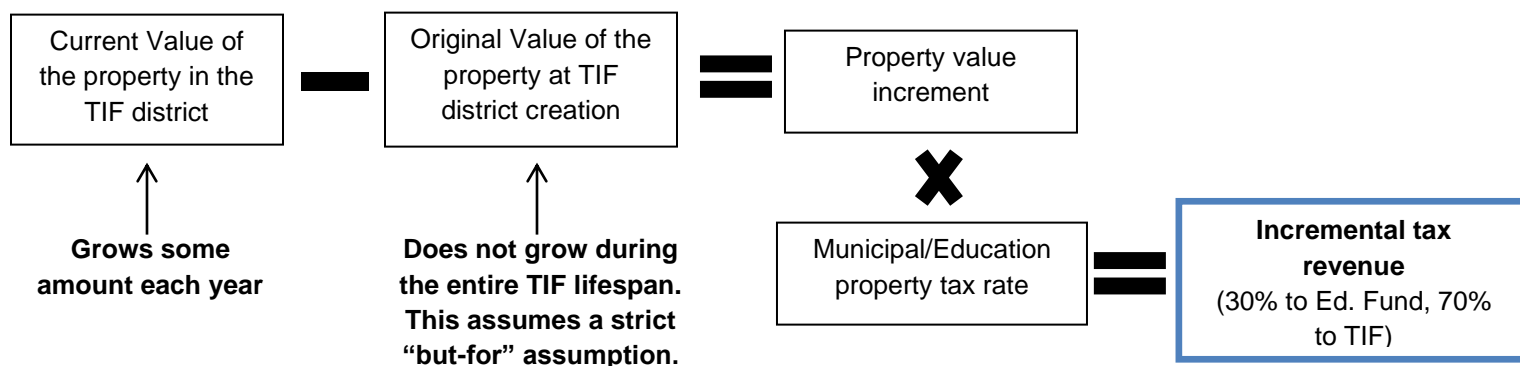 Current Value of
the property in the
TIF district
Original Value of the
property at TIF
district creation
Property value
increment
Grows some
amount each year
Does not grow during
the entire TIF lifespan.
This assumes a strict
“but-for” assumption.
Municipal/Education
property tax rate
Incremental tax
revenue
(30% to Ed. Fund, 70%
to TIF)